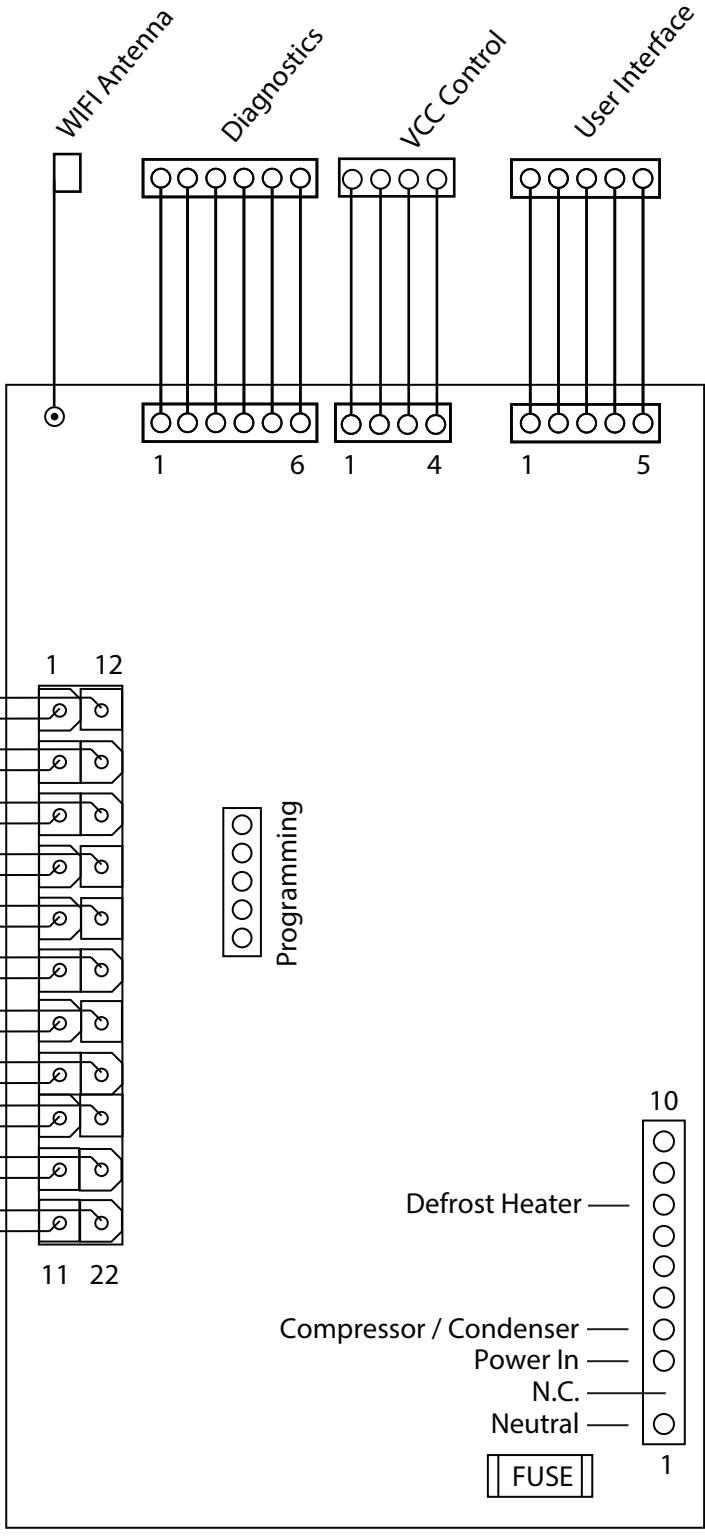 WIFI Antenna
Diagnostics
VCC Control
User Interface
1 6 1 4 1 5
1 12
Programming
11 22
10
Defrost Heater
Compressor / Condenser
Power In
N.C.
Neutral
1
FUSE